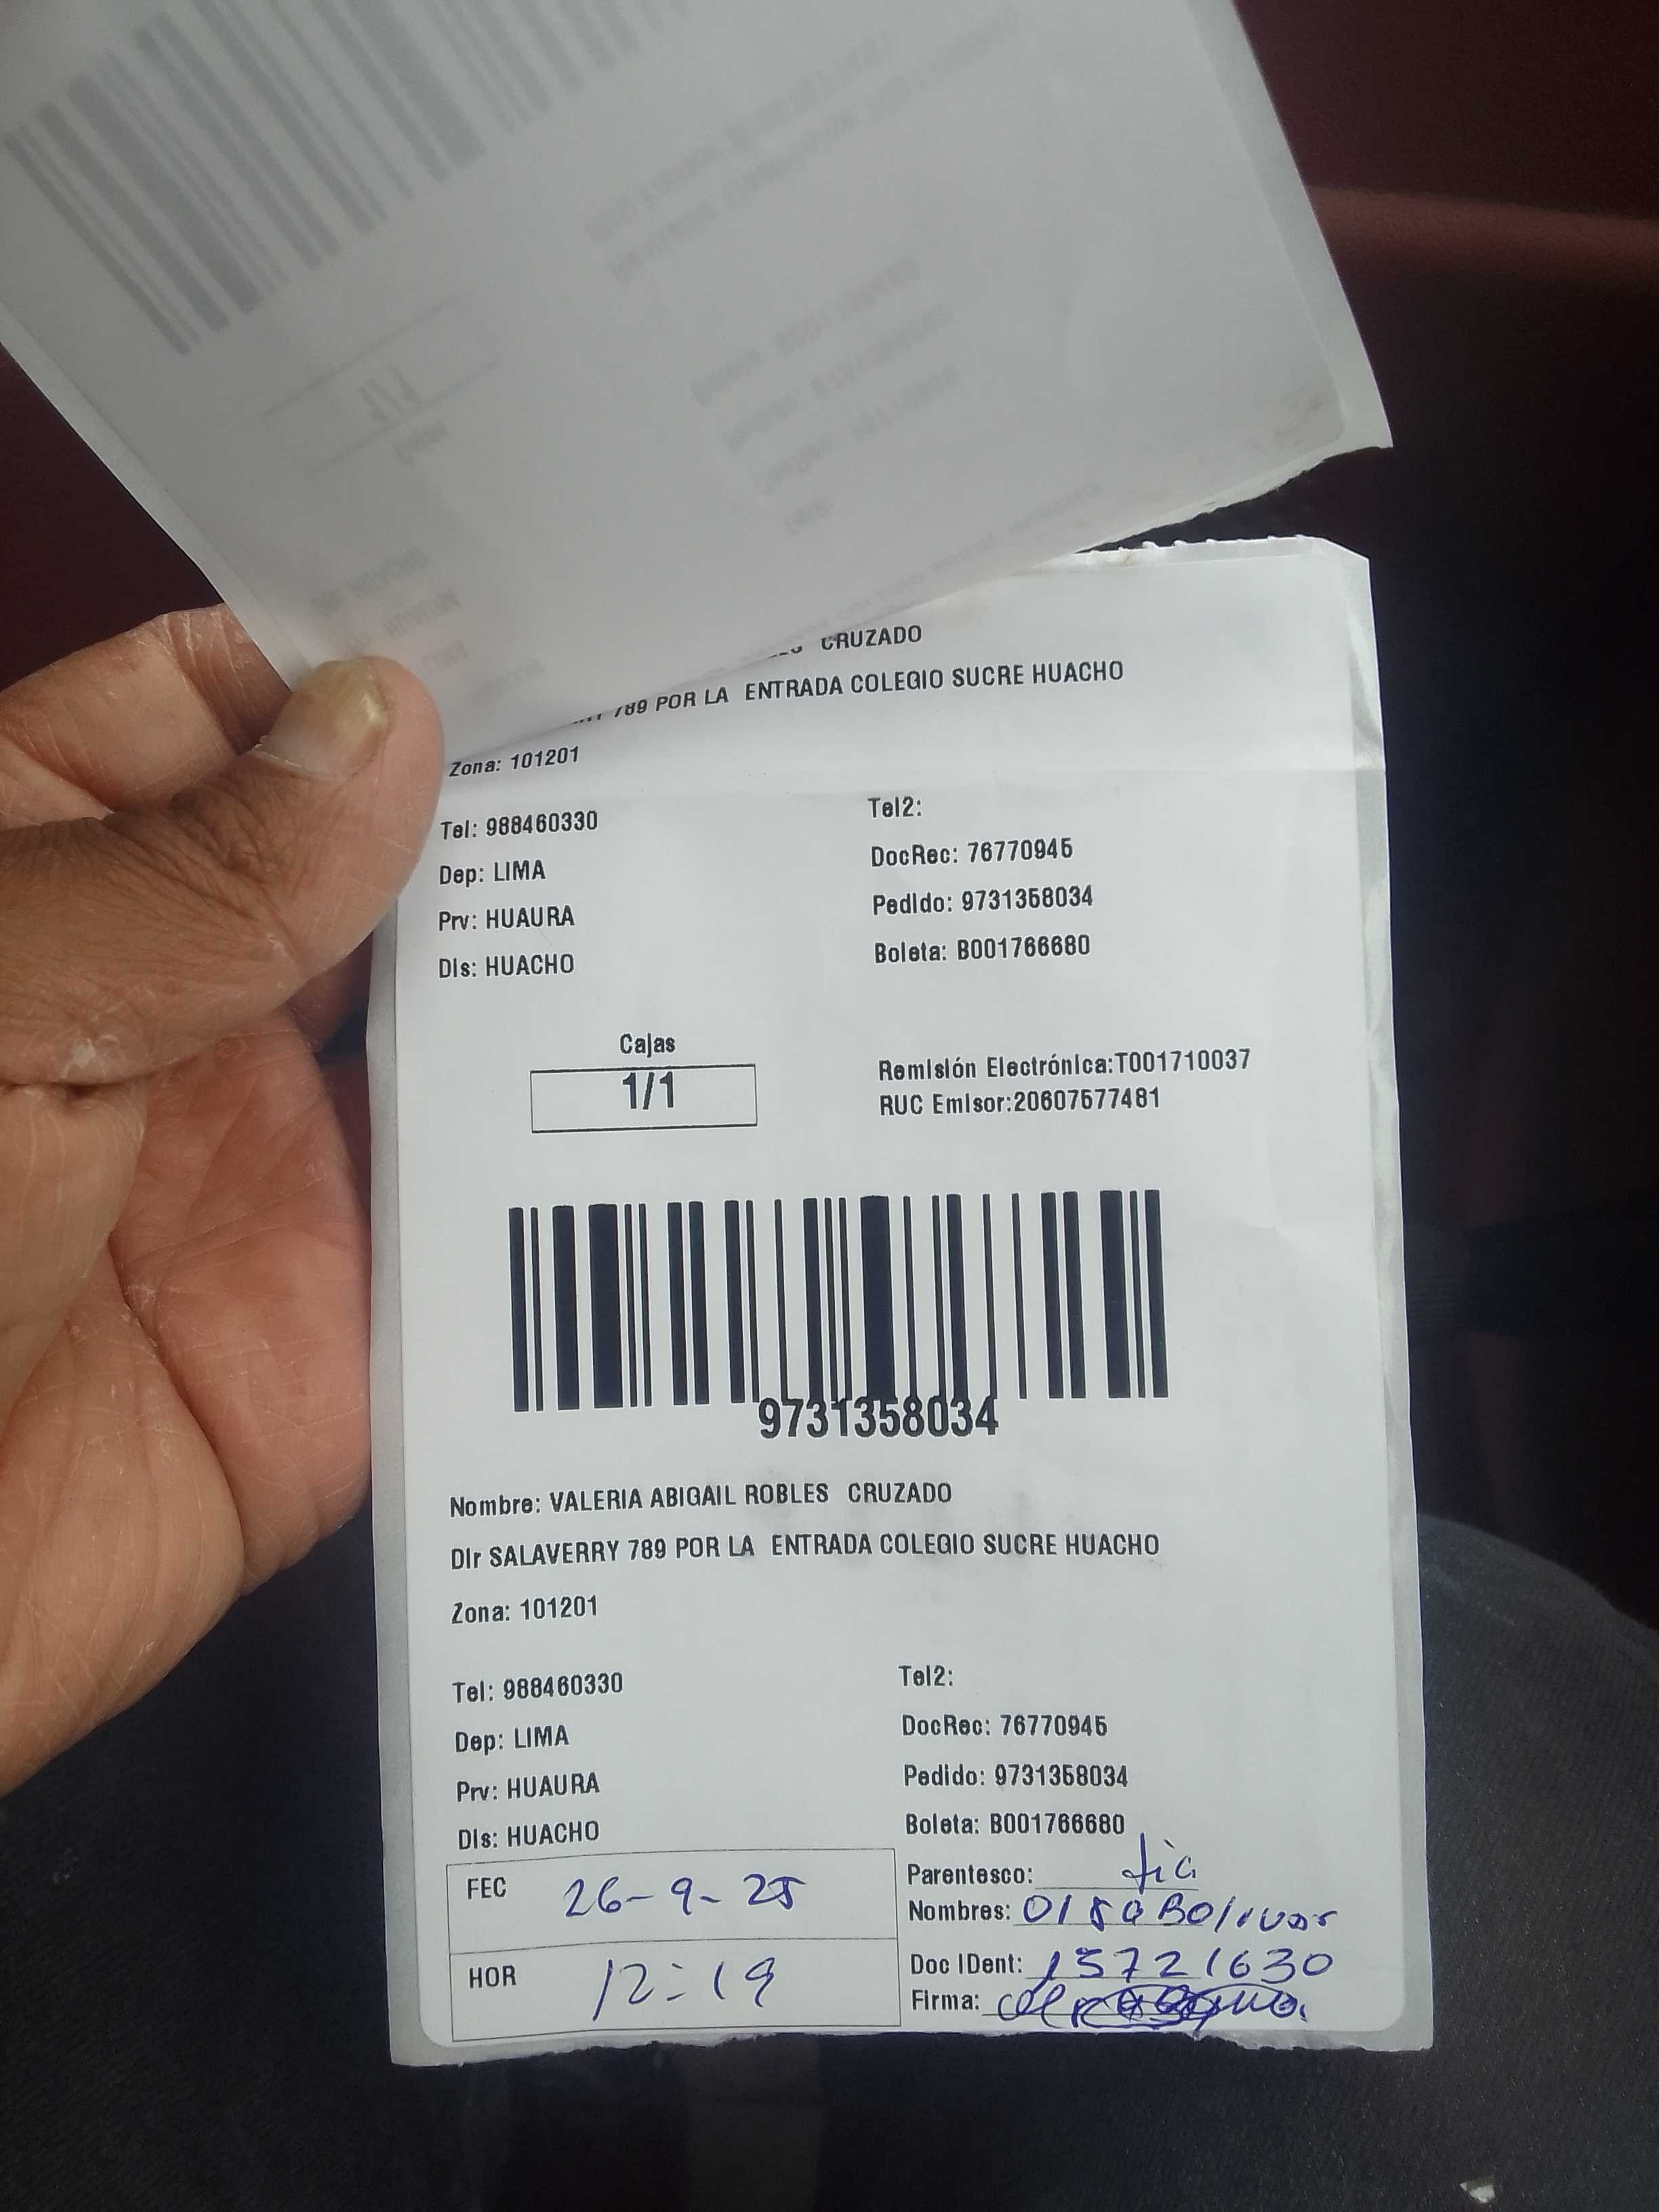 CRUZADO
789 POR LA ENTRADA COLEGIO SUCRE HUACHO
Zona: 101201
Tel: 988460330
Tel2:
Dep: LIMA
DocRec: 76770945
Prv: HUAURA
Pedido: 9731358034
Dis: HUACHO
Boleta: B001766680
Cajas
1/1
Remisión Electrónica:T001710037
RUC Emisor:20607577481
9731358034
Nombre: VALERIA ABIGAIL ROBLES CRUZADO
Dir SALAVERRY 789 POR LA ENTRADA COLEGIO SUCRE HUACHO
Zona: 101201
Tel: 988460330
Tel2:
Dep: LIMA
DocRec: 76770945
Prv: HUAURA
Pedido: 9731358034
Dis: HUACHO
Boleta: B001766680
FEC 26-9-25
Parentesco: tia
Nombres: Olga Bolivar
HOR 12:19
Doc IDent: 15721630
Firma: